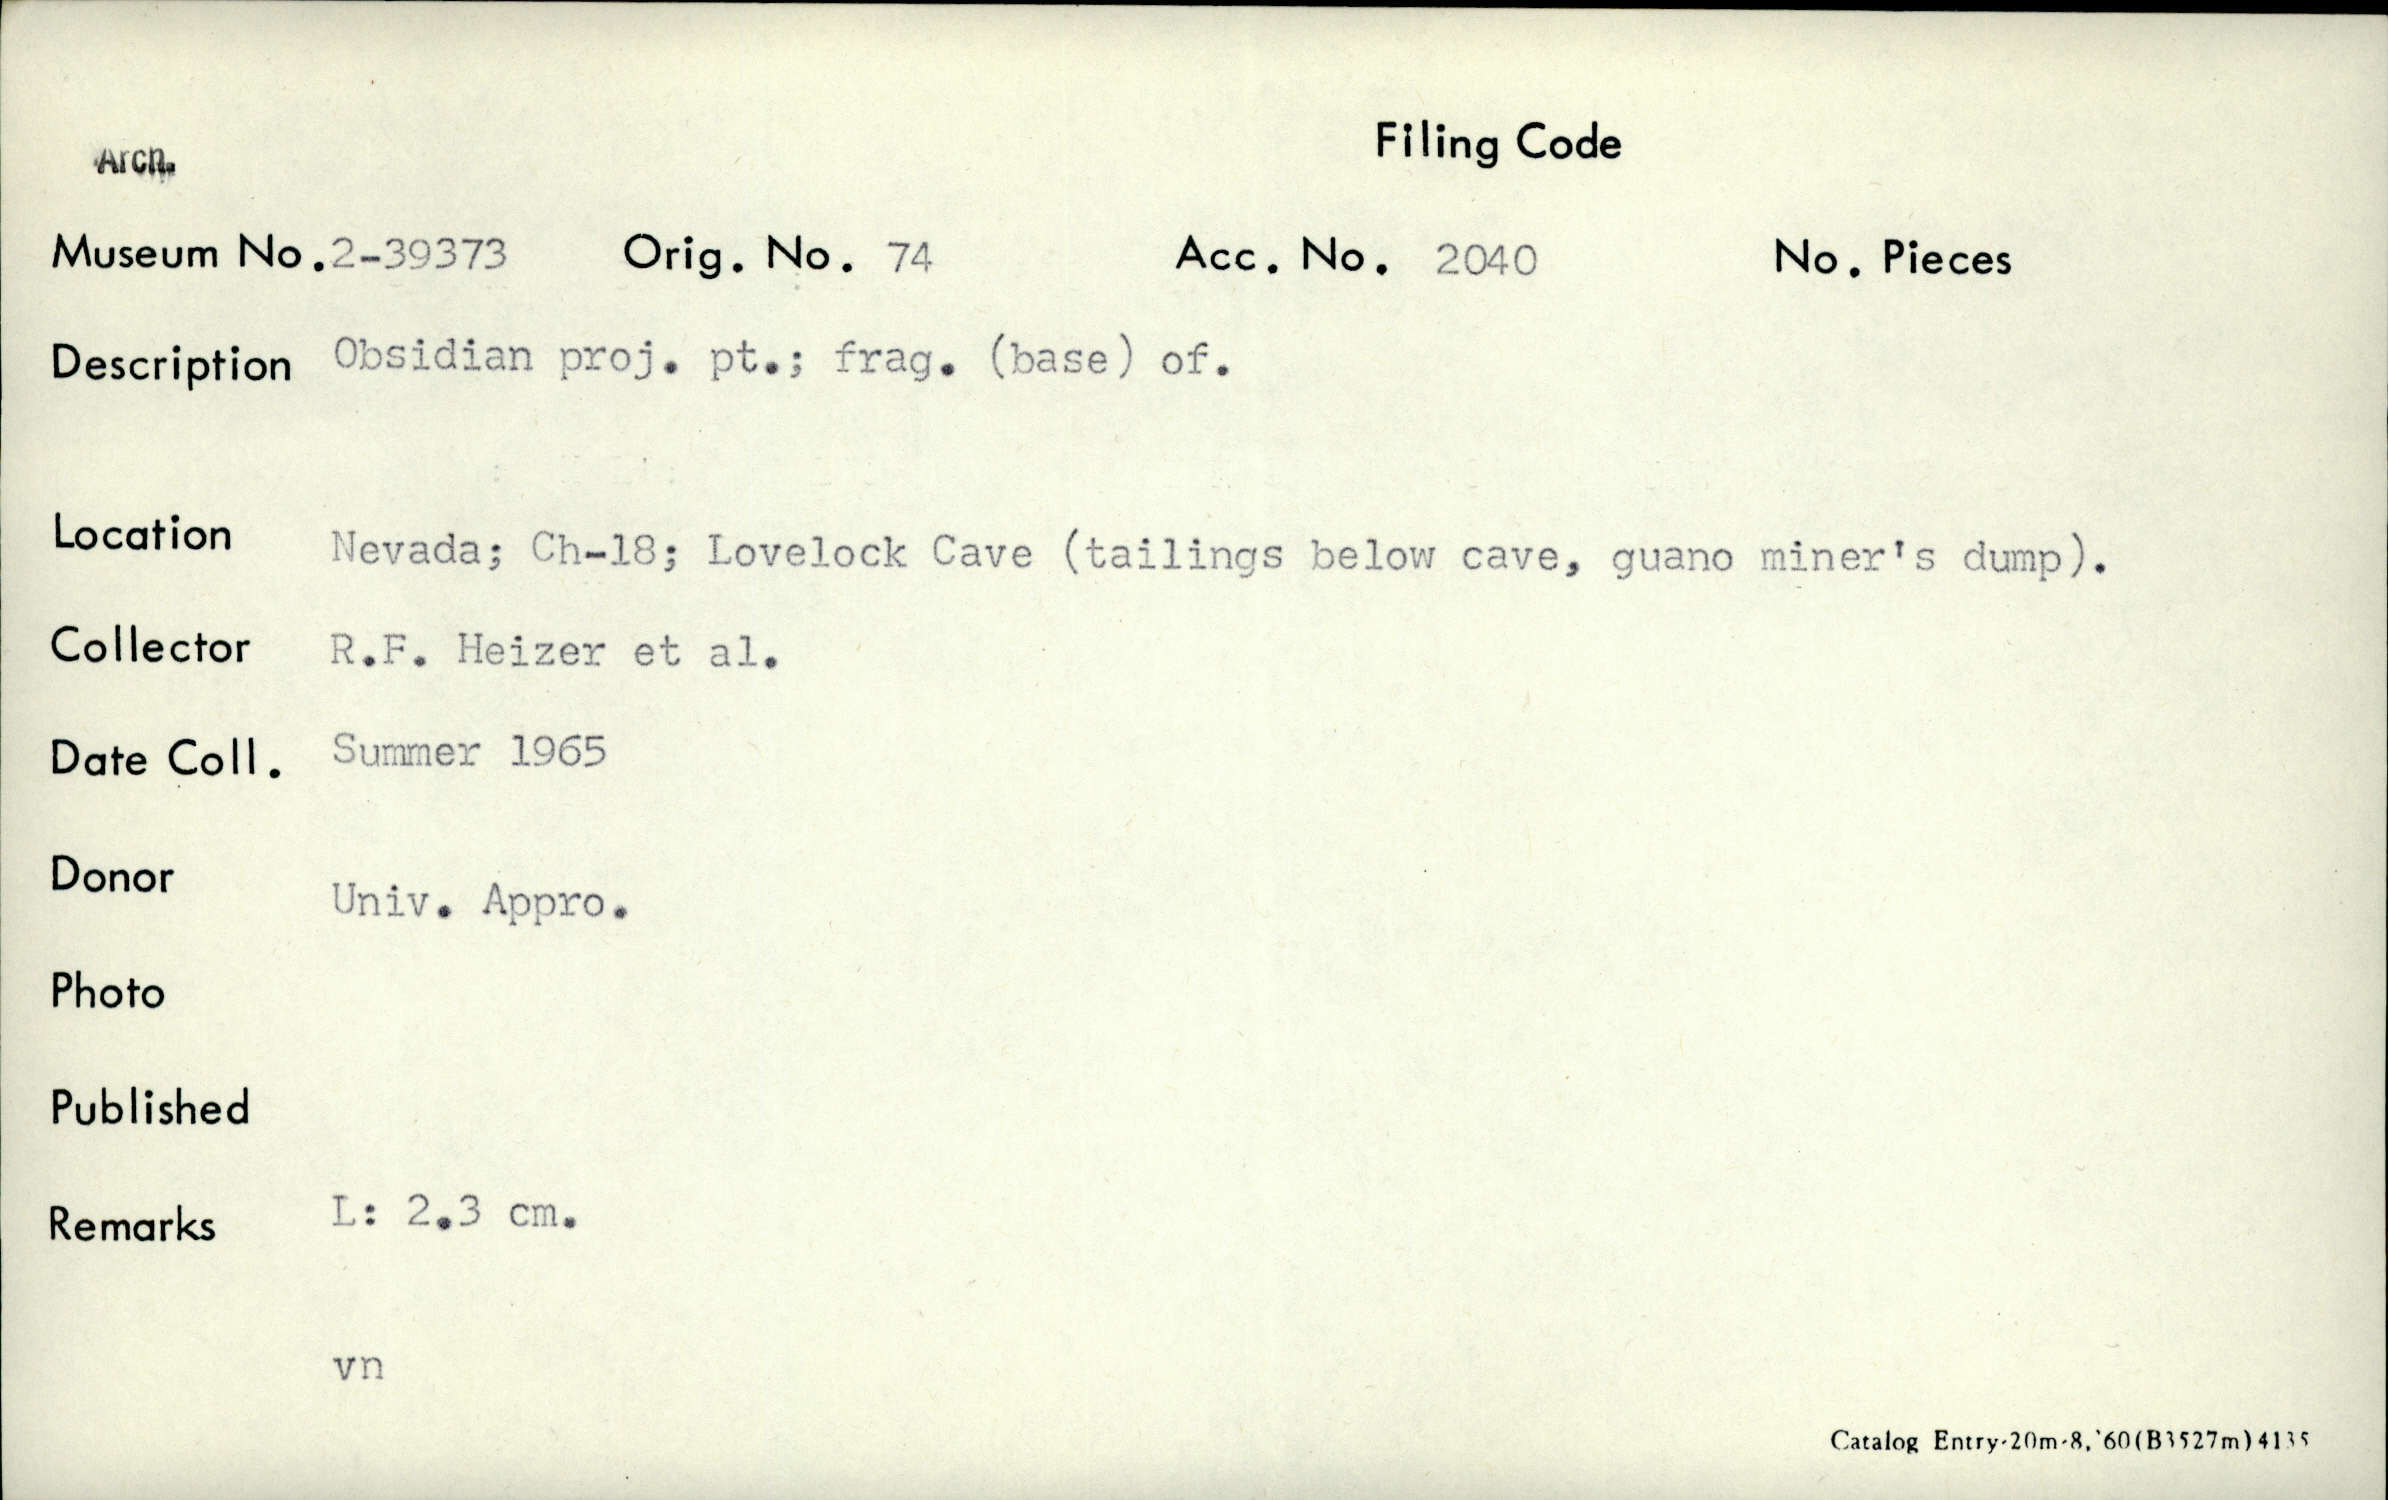 Arch.
Filing Code
Museum No. 2-39373 Orig. No. 74 Acc. No. 2040 No. Pieces
Description Obsidian proj. pt.; frag. (base) of.
Location Nevada; Ch-18; Lovelock Cave (tailings below cave, guano miner's dump).
Collector R.F. Heizer et al.
Date Coll. Summer 1965
Donor Univ. Appro.
Photo
Published
Remarks L: 2.3 cm.
vn
Catalog Entry-20m-8,'60(B3527m)4135